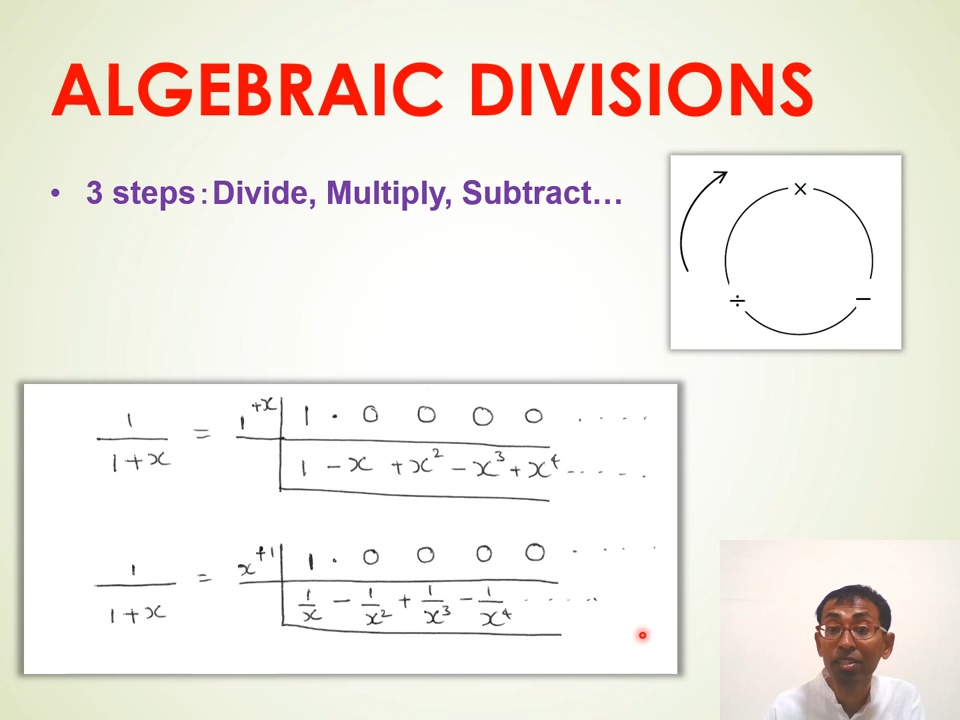 ALGEBRAIC DIVISIONS
• 3 steps : Divide, Multiply, Subtract…
×
÷ −
1/(1+x) = 1^{+x} | 1 . 0 0 0 0 . . . . .
1 − x + x² − x³ + x⁴ - . . . . .
1/(1+x) = x^{+1} | 1 . 0 0 0 0 . . . .
1/x − 1/x² + 1/x³ − 1/x⁴ . . . . . .